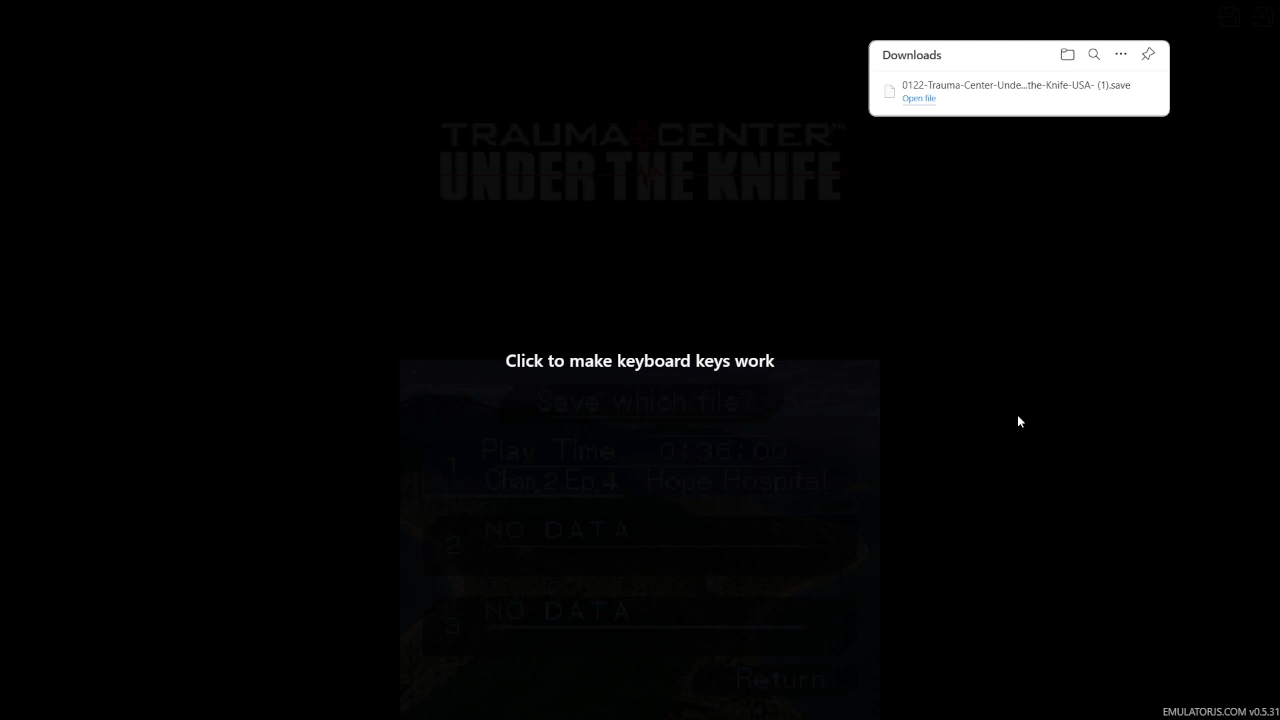 Downloads
0122-Trauma-Center-Unde...the-Knife-USA- (1).save
Open file
TRAUMA CENTER™
UNDER THE KNIFE
Click to make keyboard keys work
Save which file?
1 Play Time 0:36:00
Chap.2 Ep.4 Hope Hospital
2 NO DATA
3 NO DATA
Return
EMULATORJS.COM v0.5.31